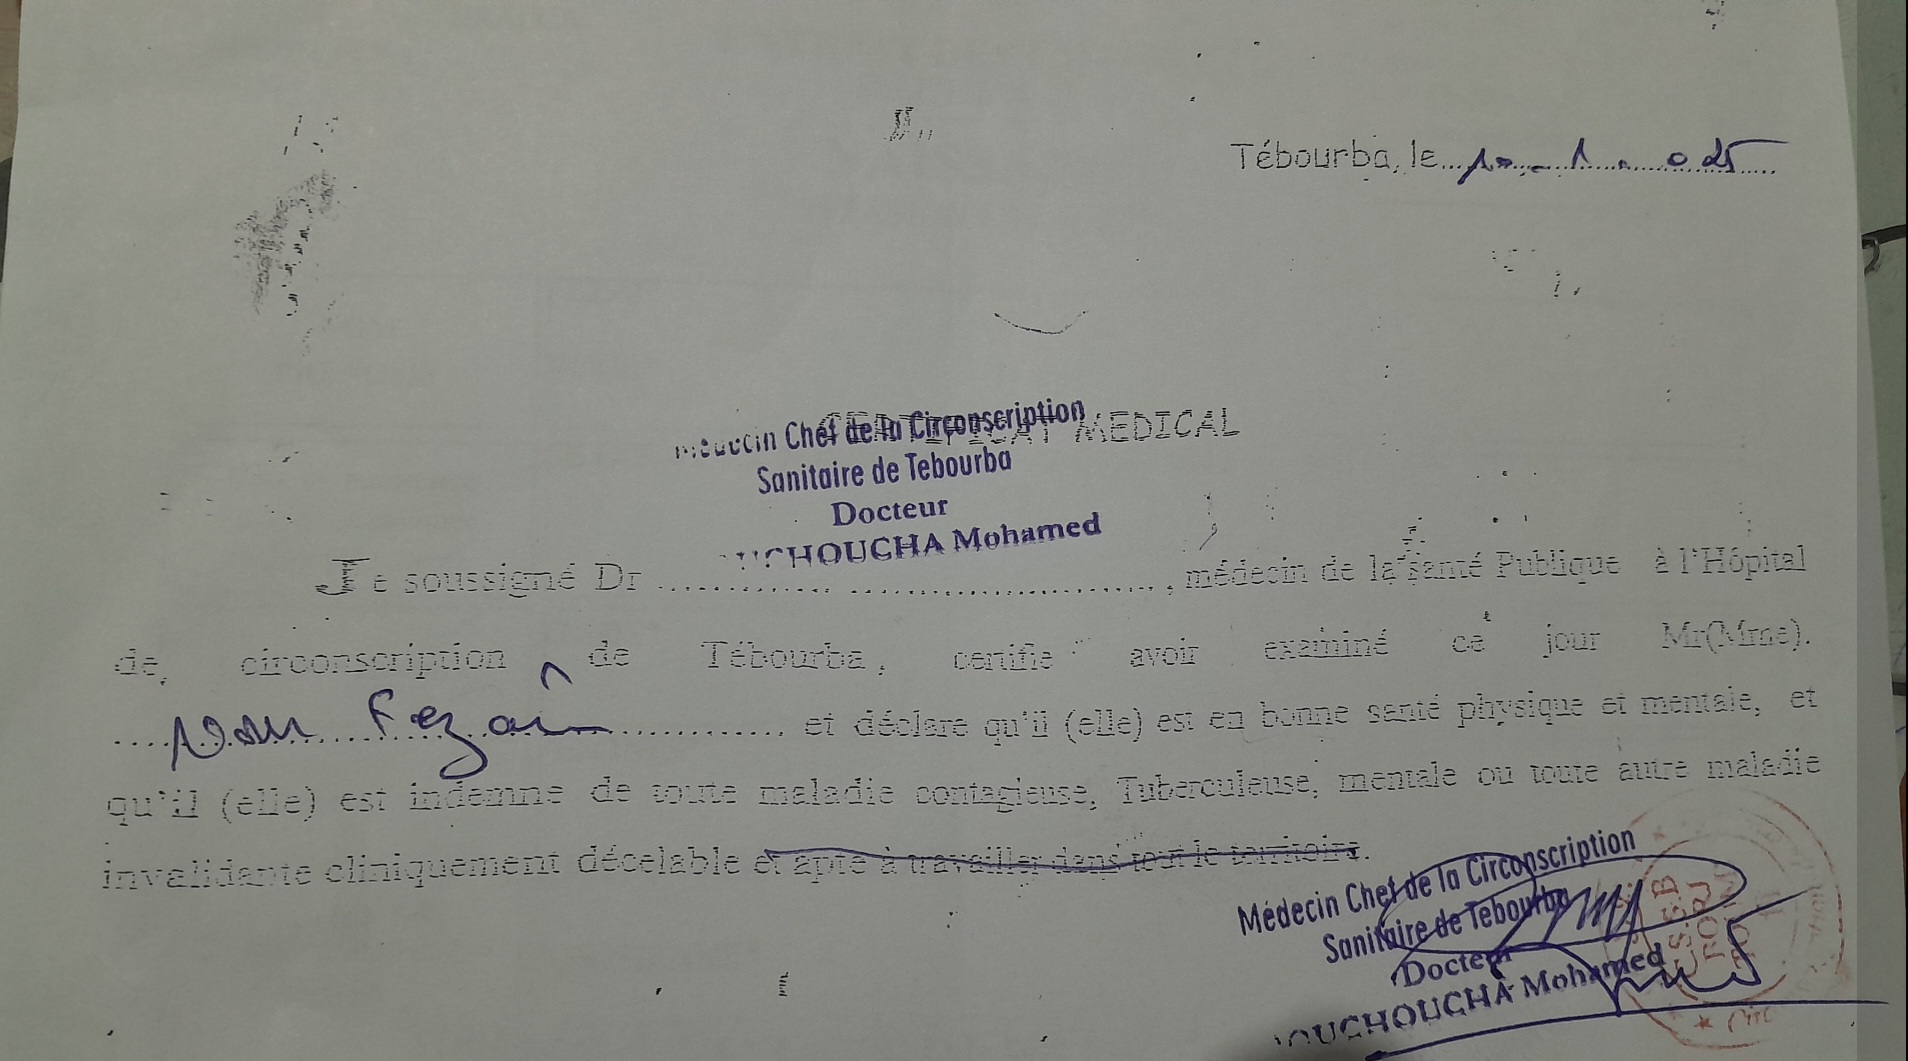 Tébourba, le
CERTIFICAT MEDICAL
Médecin Chef de la Circonscription
Sanitaire de Tebourba
Docteur
OUCHOUCHA Mohamed
Je soussigné Dr .............. ............................ , médecin de la santé Publique à l'Hôpital
de circonscription de Tébourba, certifie avoir examiné ce jour Mr(Mme).
et déclare qu'il (elle) est en bonne santé physique et mentale, et
qu'il (elle) est indemne de toute maladie contagieuse, Tuberculeuse, mentale ou toute autre maladie
invalidante cliniquement décelable et apte à travailler dans tout le territoire.
Médecin Chef de la Circonscription
Sanitaire de Tebourba
Docteur
OUCHOUCHA Mohamed